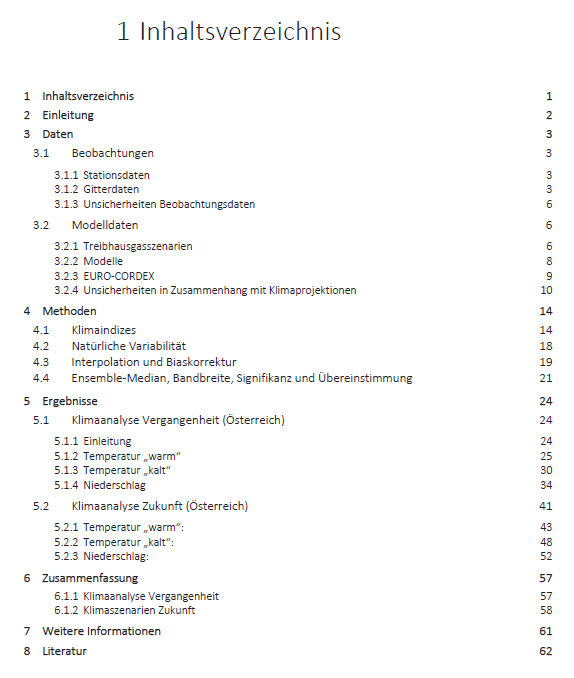 1 Inhaltsverzeichnis
1 Inhaltsverzeichnis 1
2 Einleitung 2
3 Daten 3
3.1 Beobachtungen 3
3.1.1 Stationsdaten 3
3.1.2 Gitterdaten 3
3.1.3 Unsicherheiten Beobachtungsdaten 6
3.2 Modelldaten 6
3.2.1 Treibhausgasszenarien 6
3.2.2 Modelle 8
3.2.3 EURO-CORDEX 9
3.2.4 Unsicherheiten in Zusammenhang mit Klimaprojektionen 10
4 Methoden 14
4.1 Klimaindizes 14
4.2 Natürliche Variabilität 18
4.3 Interpolation und Biaskorrektur 19
4.4 Ensemble-Median, Bandbreite, Signifikanz und Übereinstimmung 21
5 Ergebnisse 24
5.1 Klimaanalyse Vergangenheit (Österreich) 24
5.1.1 Einleitung 24
5.1.2 Temperatur „warm“ 25
5.1.3 Temperatur „kalt“ 30
5.1.4 Niederschlag 34
5.2 Klimaanalyse Zukunft (Österreich) 41
5.2.1 Temperatur „warm“: 43
5.2.2 Temperatur „kalt“: 48
5.2.3 Niederschlag: 52
6 Zusammenfassung 57
6.1.1 Klimaanalyse Vergangenheit 57
6.1.2 Klimaszenarien Zukunft 58
7 Weitere Informationen 61
8 Literatur 62